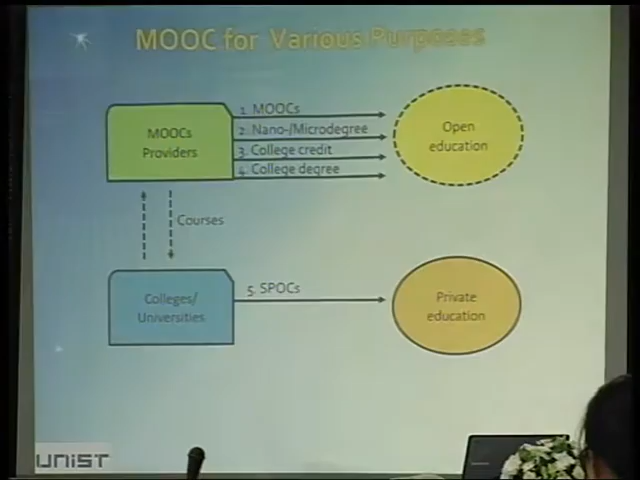 MOOC for Various Purposes
1. MOOCs
2. Nano-/Microdegree
3. College credit
4. College degree
MOOCs
Providers
Open
education
Courses
5. SPOCs
Colleges/
Universities
Private
education
UNIST